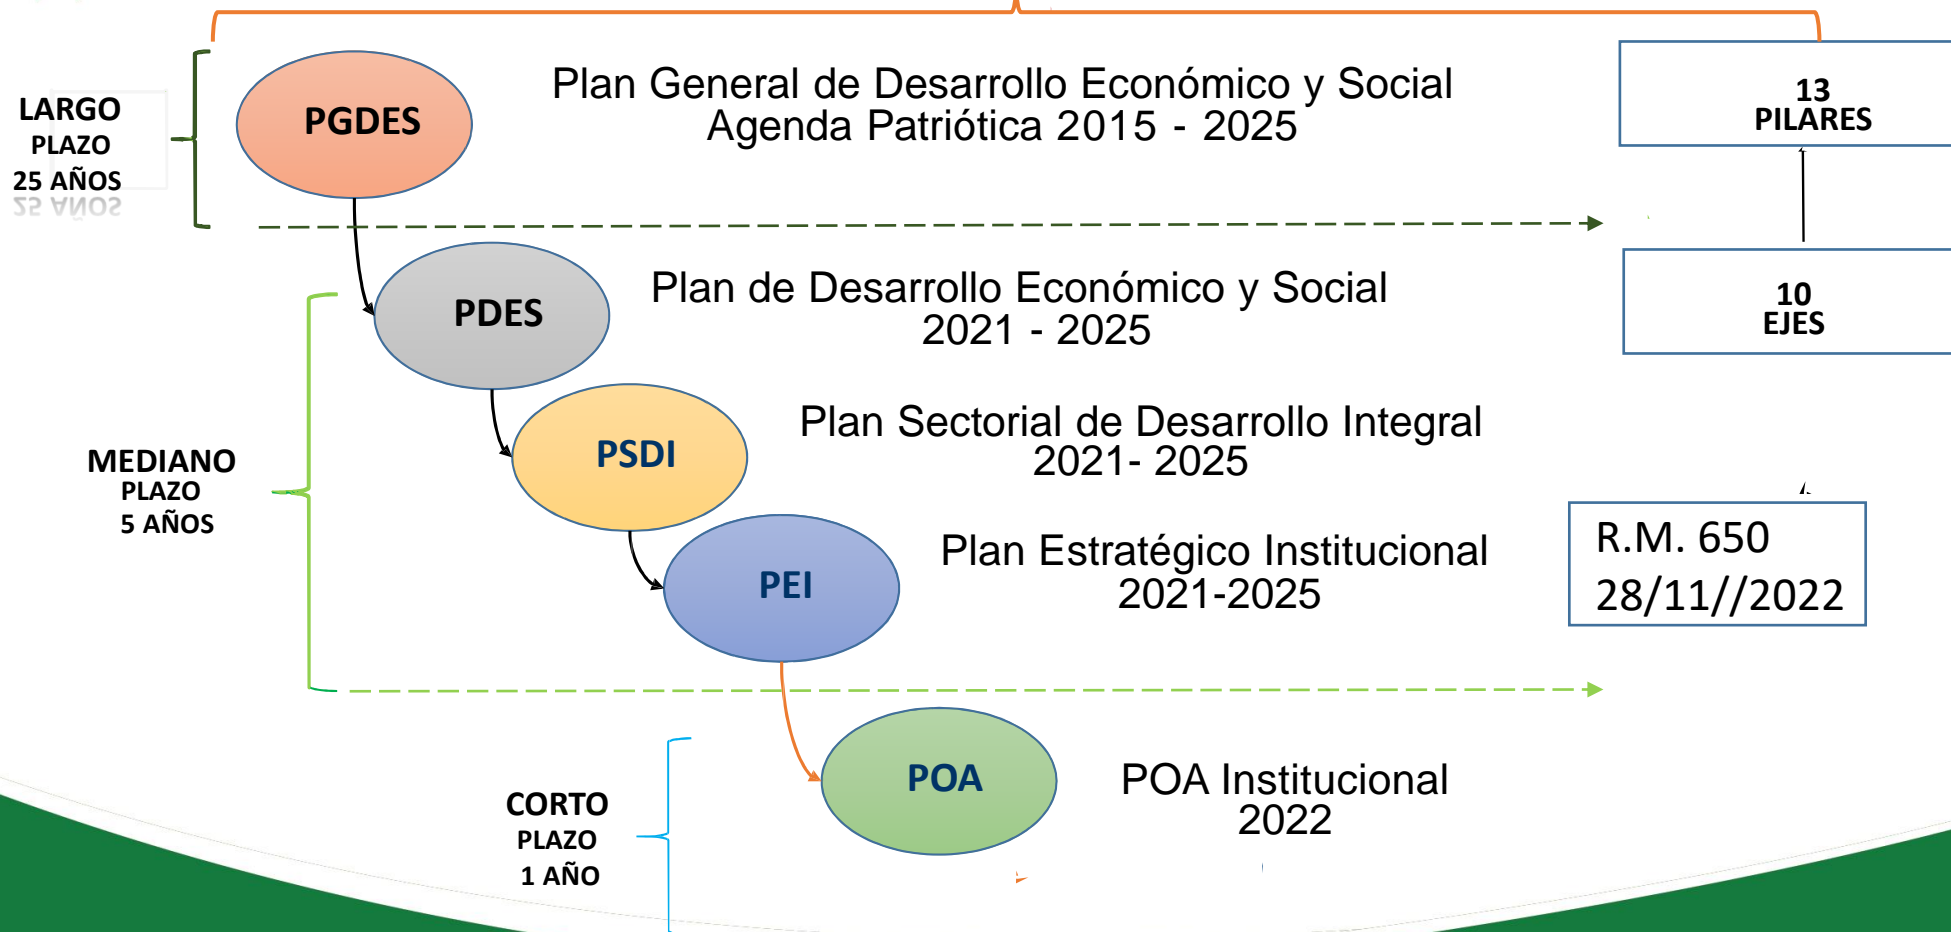 LARGO
PLAZO
25 AÑOS
PGDES
Plan General de Desarrollo Económico y Social
Agenda Patriótica 2015 - 2025
13
PILARES
PDES
Plan de Desarrollo Económico y Social
2021 - 2025
10
EJES
MEDIANO
PLAZO
5 AÑOS
PSDI
Plan Sectorial de Desarrollo Integral
2021- 2025
PEI
Plan Estratégico Institucional
2021-2025
R.M. 650
28/11//2022
CORTO
PLAZO
1 AÑO
POA
POA Institucional
2022